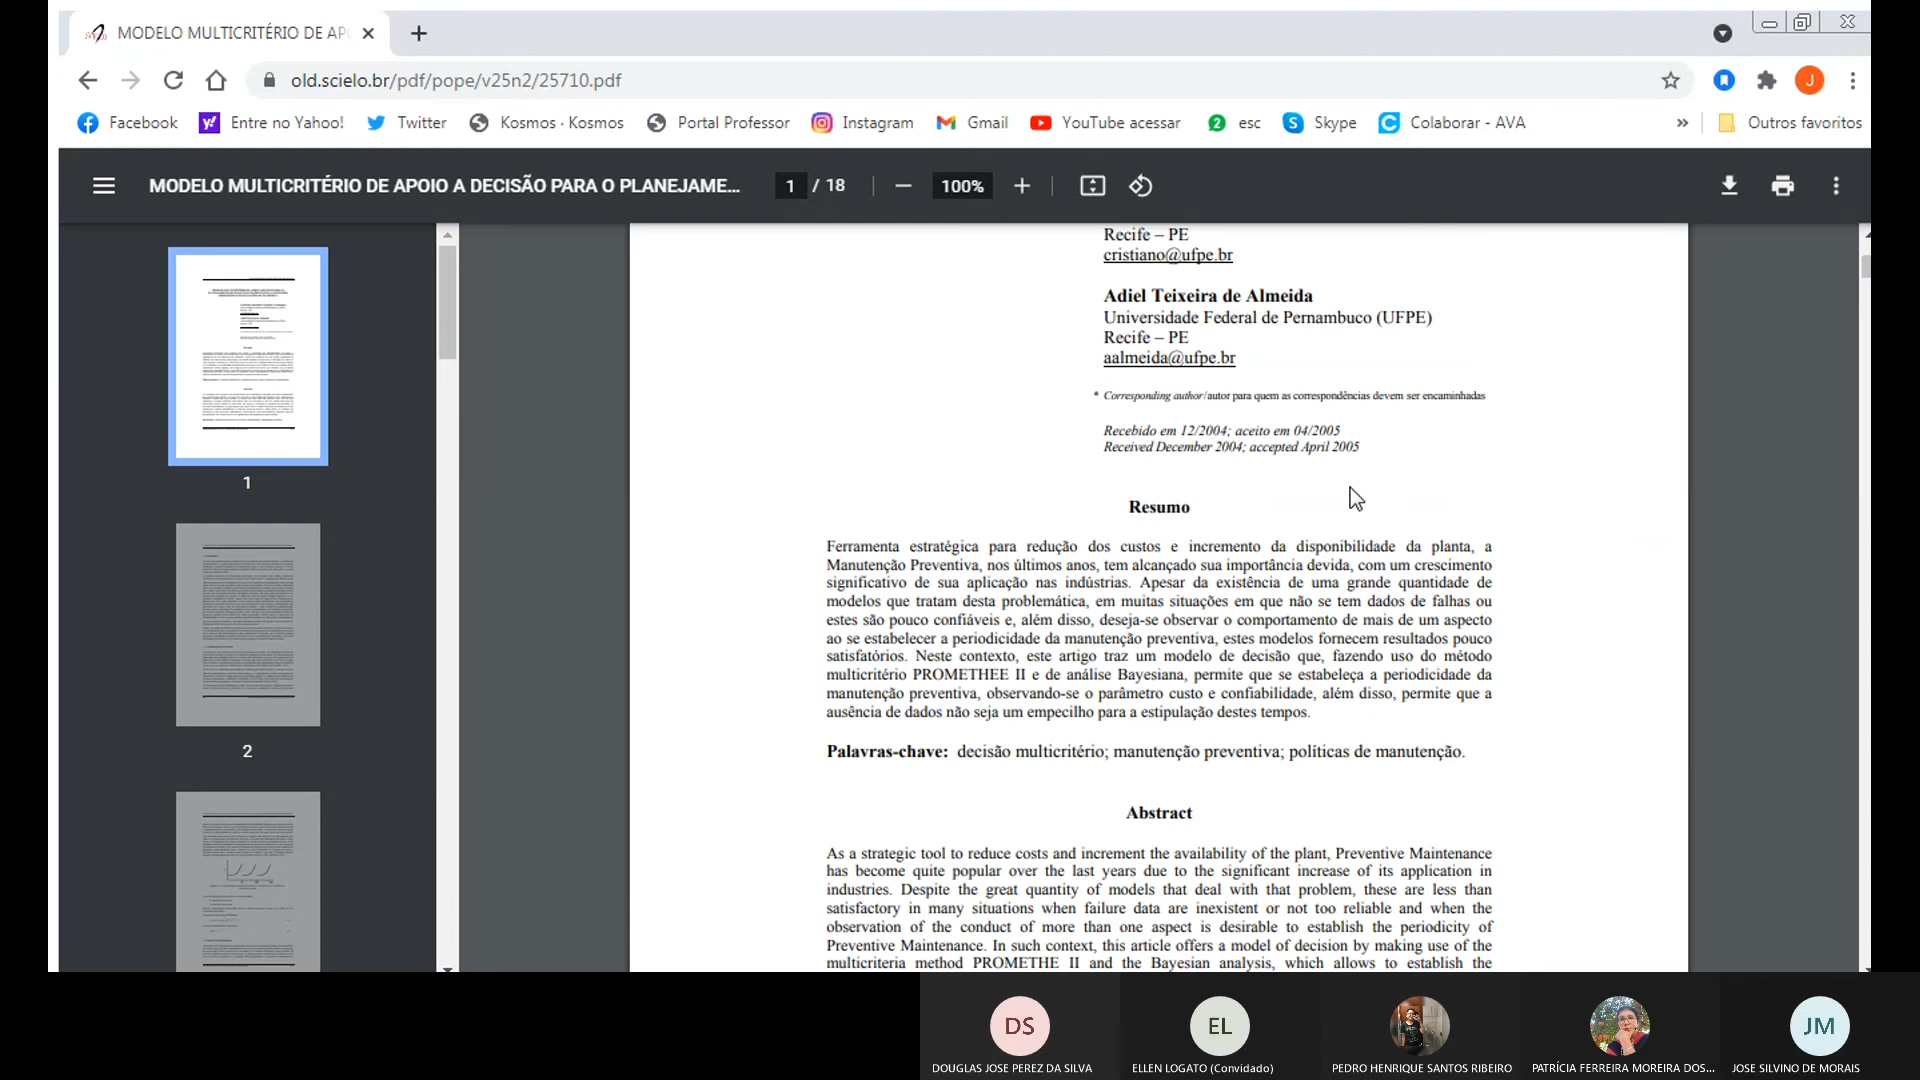 MODELO MULTICRITÉRIO DE AP
old.scielo.br/pdf/pope/v25n2/25710.pdf
J
Facebook
Entre no Yahoo!
Twitter
Kosmos · Kosmos
Portal Professor
Instagram
Gmail
YouTube acessar
2
esc
Skype
Colaborar - AVA
»
Outros favoritos
MODELO MULTICRITÉRIO DE APOIO A DECISÃO PARA O PLANEJAME...
1 / 18
100%
1
2
Recife – PE
cristiano@ufpe.br
Adiel Teixeira de Almeida
Universidade Federal de Pernambuco (UFPE)
Recife – PE
aalmeida@ufpe.br
* Corresponding author/autor para quem as correspondências devem ser encaminhadas
Recebido em 12/2004; aceito em 04/2005
Received December 2004; accepted April 2005
Resumo
Ferramenta estratégica para redução dos custos e incremento da disponibilidade da planta, a
Manutenção Preventiva, nos últimos anos, tem alcançado sua importância devida, com um crescimento
significativo de sua aplicação nas indústrias. Apesar da existência de uma grande quantidade de
modelos que tratam desta problemática, em muitas situações em que não se tem dados de falhas ou
estes são pouco confiáveis e, além disso, deseja-se observar o comportamento de mais de um aspecto
ao se estabelecer a periodicidade da manutenção preventiva, estes modelos fornecem resultados pouco
satisfatórios. Neste contexto, este artigo traz um modelo de decisão que, fazendo uso do método
multicritério PROMETHEE II e de análise Bayesiana, permite que se estabeleça a periodicidade da
manutenção preventiva, observando-se o parâmetro custo e confiabilidade, além disso, permite que a
ausência de dados não seja um empecilho para a estipulação destes tempos.
Palavras-chave: decisão multicritério; manutenção preventiva; políticas de manutenção.
Abstract
As a strategic tool to reduce costs and increment the availability of the plant, Preventive Maintenance
has become quite popular over the last years due to the significant increase of its application in
industries. Despite the great quantity of models that deal with that problem, these are less than
satisfactory in many situations when failure data are inexistent or not too reliable and when the
observation of the conduct of more than one aspect is desirable to establish the periodicity of
Preventive Maintenance. In such context, this article offers a model of decision by making use of the
multicriteria method PROMETHE II and the Bayesian analysis, which allows to establish the
DS
EL
JM
DOUGLAS JOSE PEREZ DA SILVA
ELLEN LOGATO (Convidado)
PEDRO HENRIQUE SANTOS RIBEIRO
PATRÍCIA FERREIRA MOREIRA DOS...
JOSE SILVINO DE MORAIS